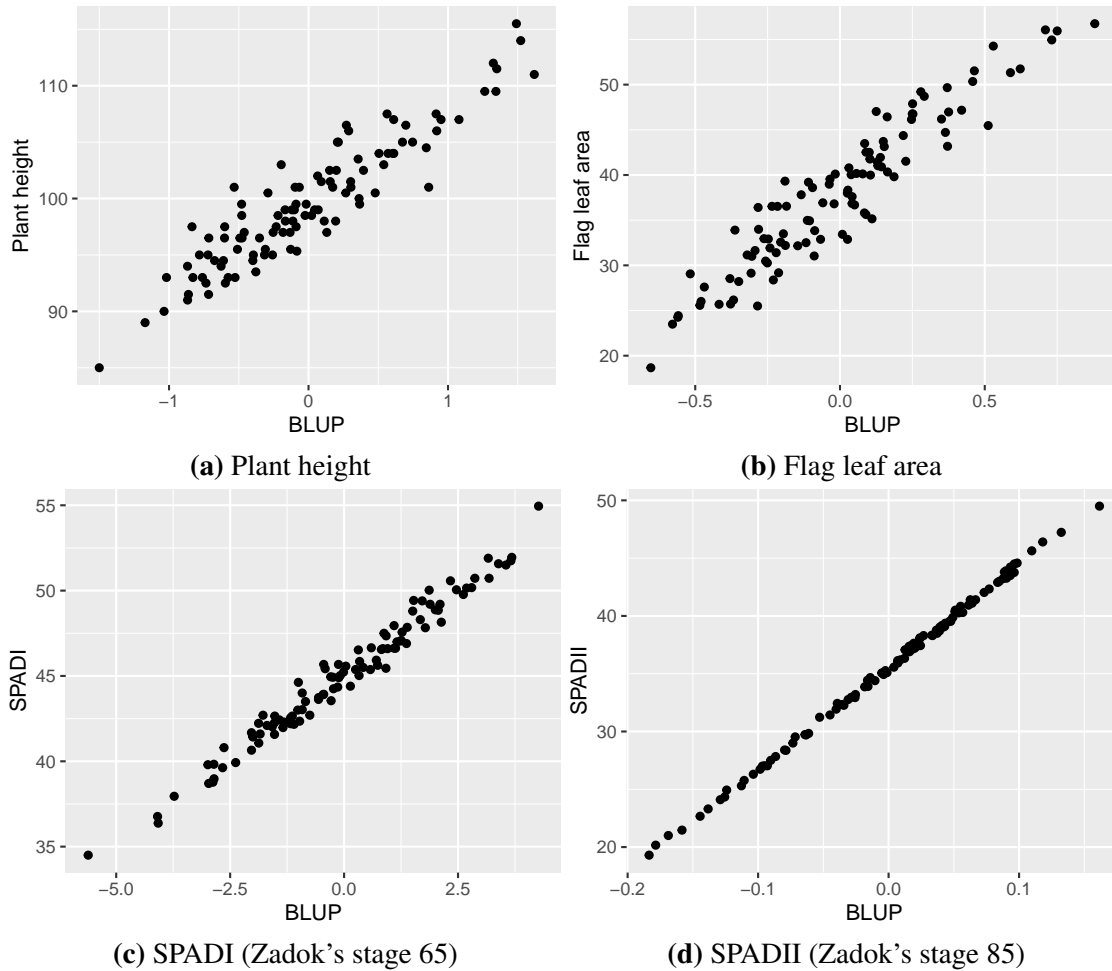 110
100
90
Plant height
−1
0
1
BLUP
(a) Plant height
50
40
30
20
Flag leaf area
−0.5
0.0
0.5
BLUP
(b) Flag leaf area
55
50
45
40
35
SPADI
−5.0
−2.5
0.0
2.5
BLUP
(c) SPADI (Zadok's stage 65)
50
40
30
20
SPADII
−0.2
−0.1
0.0
0.1
BLUP
(d) SPADII (Zadok's stage 85)